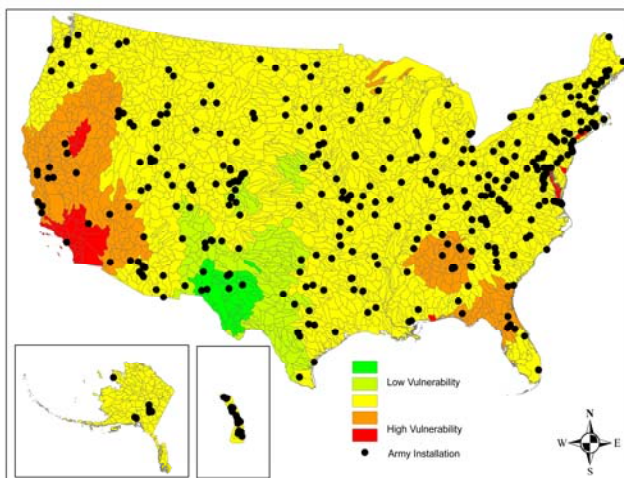 Low Vulnerability
High Vulnerability
Army Installation
N
W E
S